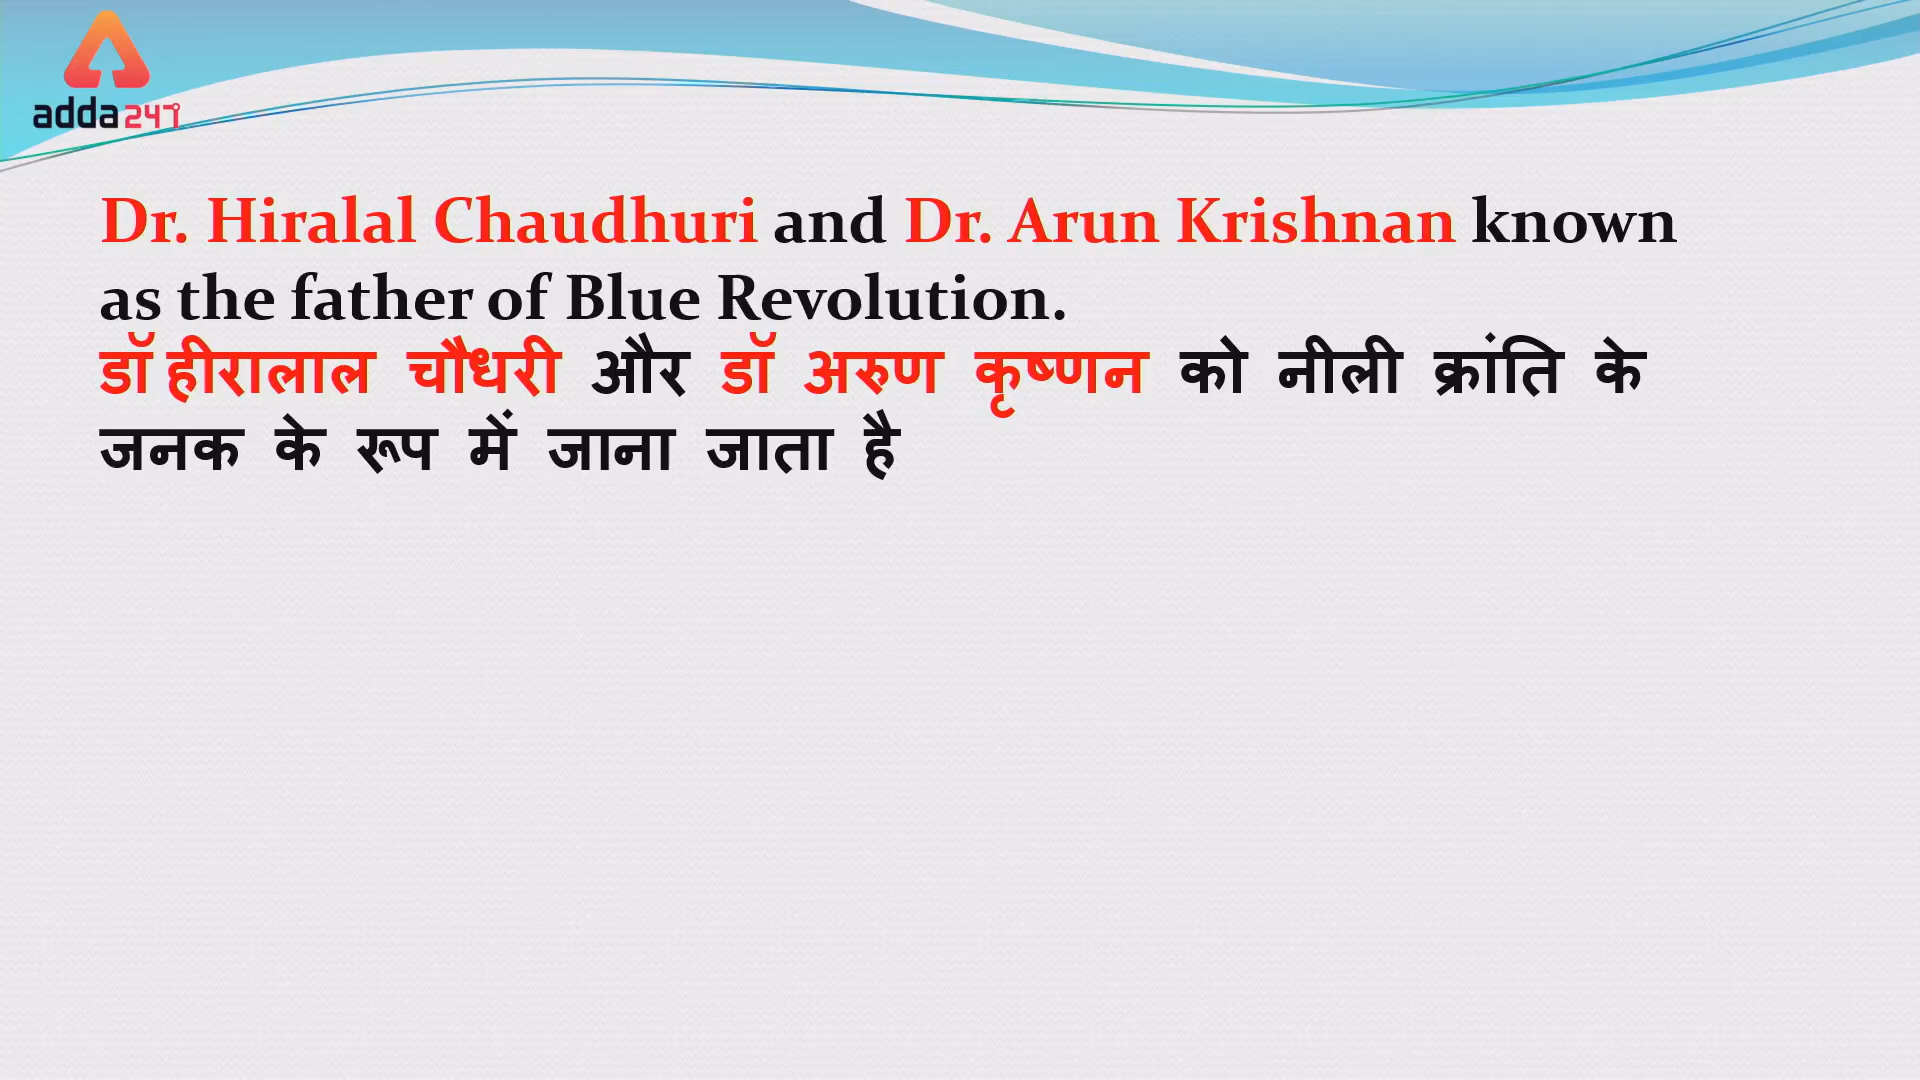 adda247
Dr. Hiralal Chaudhuri and Dr. Arun Krishnan known
as the father of Blue Revolution.
डॉ हीरालाल चौधरी और डॉ अरुण कृष्णन को नीली क्रांति के
जनक के रूप में जाना जाता है